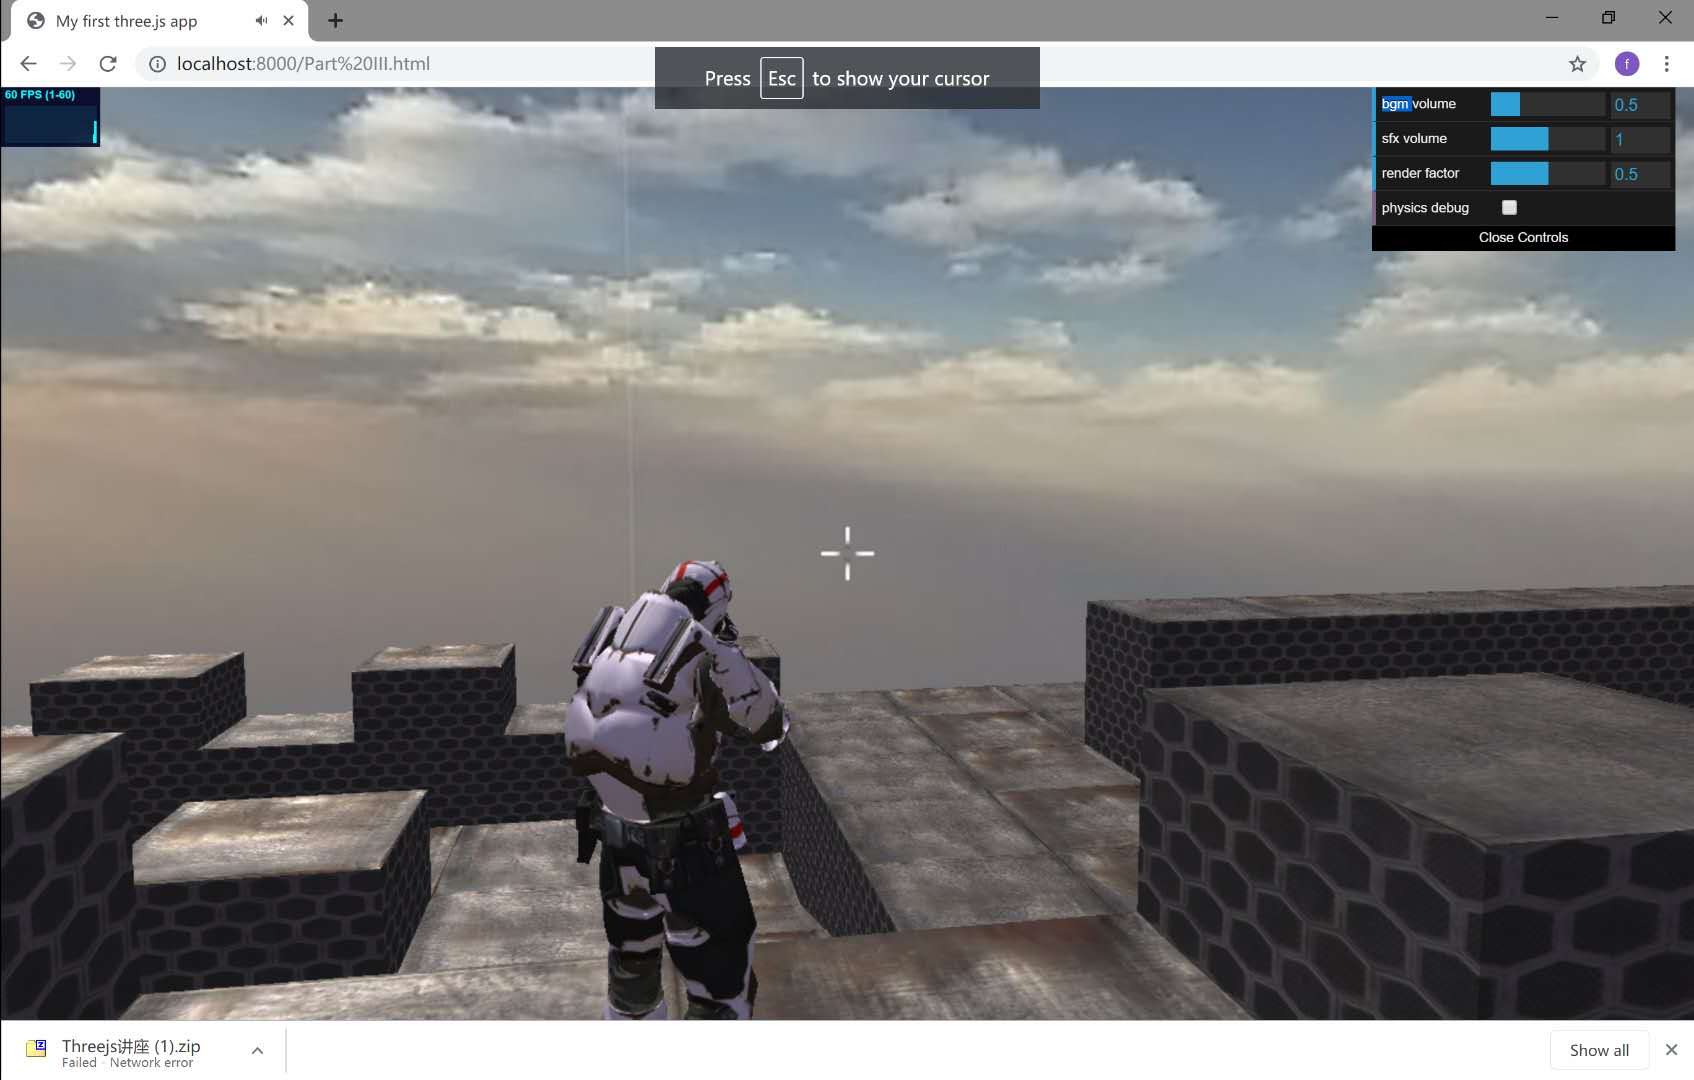 My first three.js app
localhost:8000/Part%20III.html
f
Press Esc to show your cursor
60 FPS (1-60)
bgm volume 0.5
sfx volume 1
render factor 0.5
physics debug
Close Controls
Threejs讲座 (1).zip
Failed · Network error
Show all